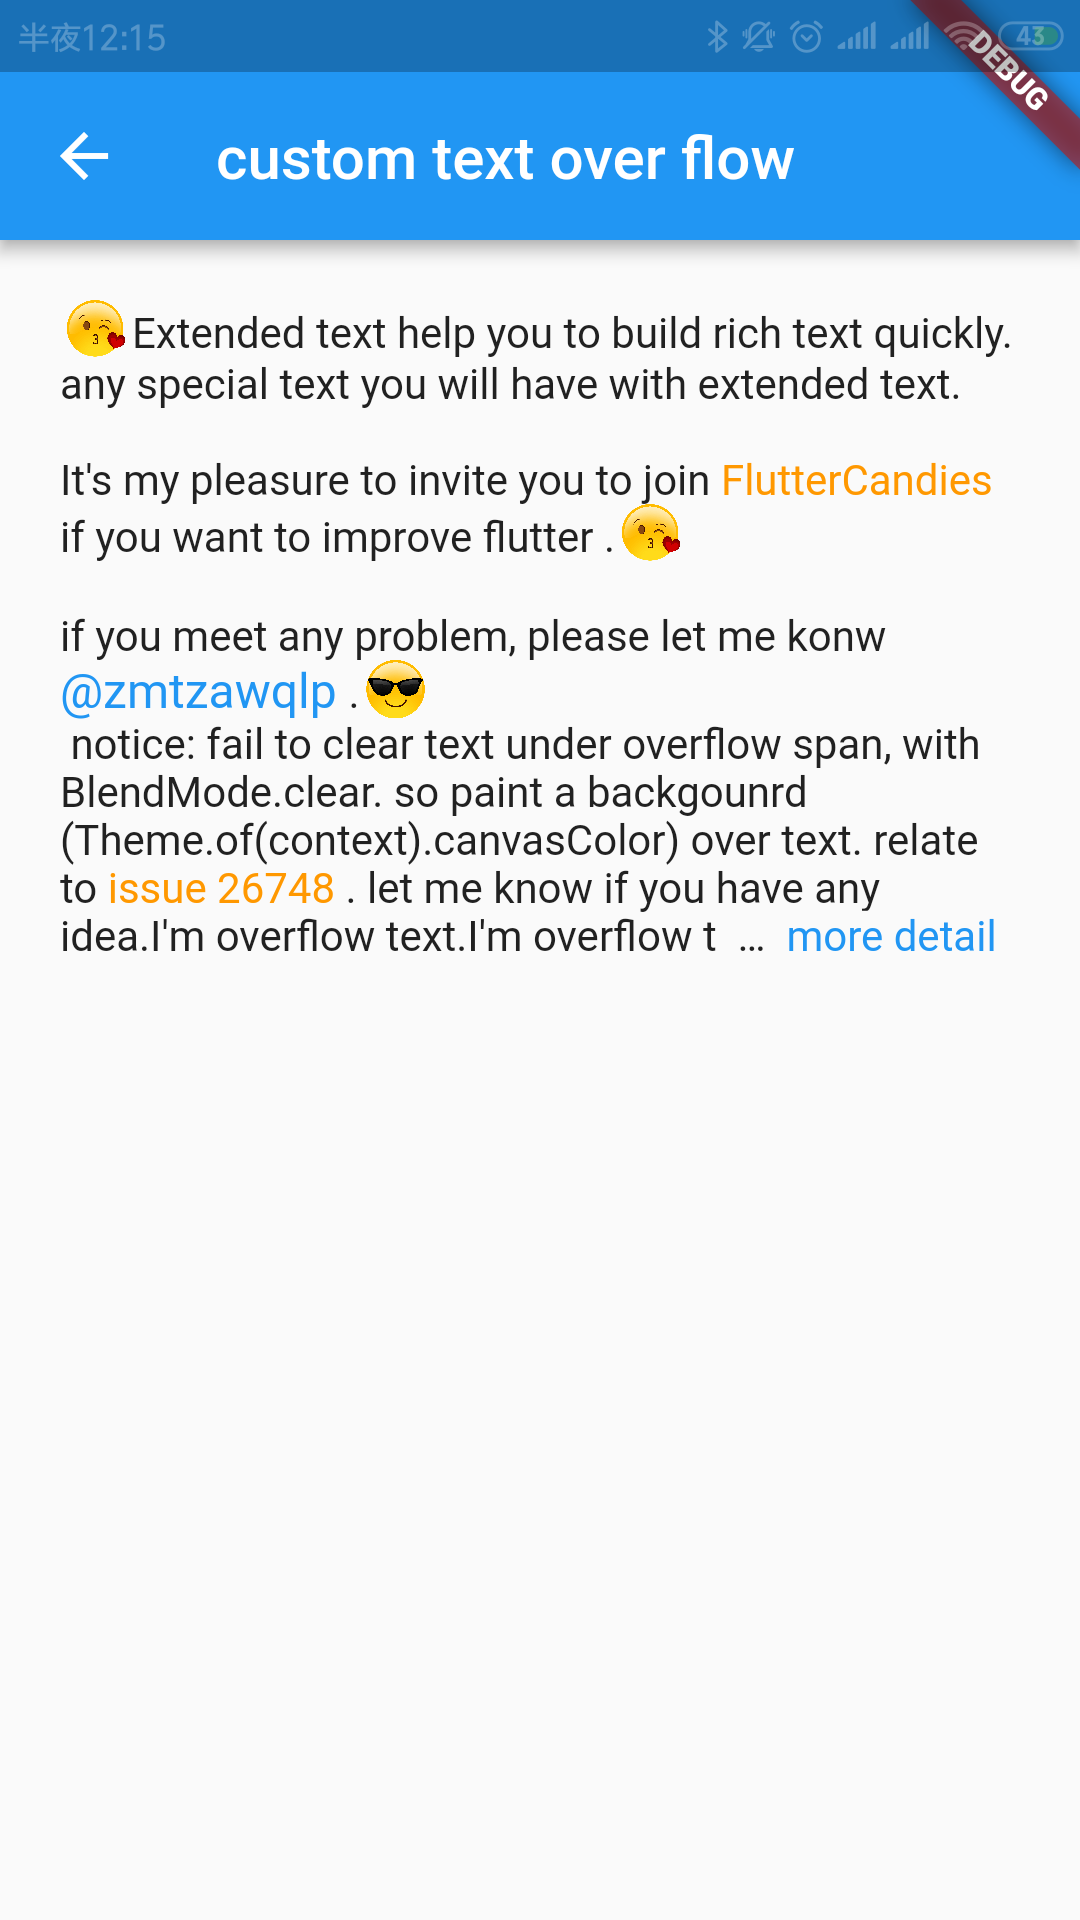 半夜12:15
43
DEBUG
custom text over flow
😘Extended text help you to build rich text quickly.
any special text you will have with extended text.
It's my pleasure to invite you to join FlutterCandies
if you want to improve flutter .😘
if you meet any problem, please let me konw
@zmtzawqlp .😎
notice: fail to clear text under overflow span, with
BlendMode.clear. so paint a backgounrd
(Theme.of(context).canvasColor) over text. relate
to issue 26748 . let me know if you have any
idea.I'm overflow text.I'm overflow t … more detail